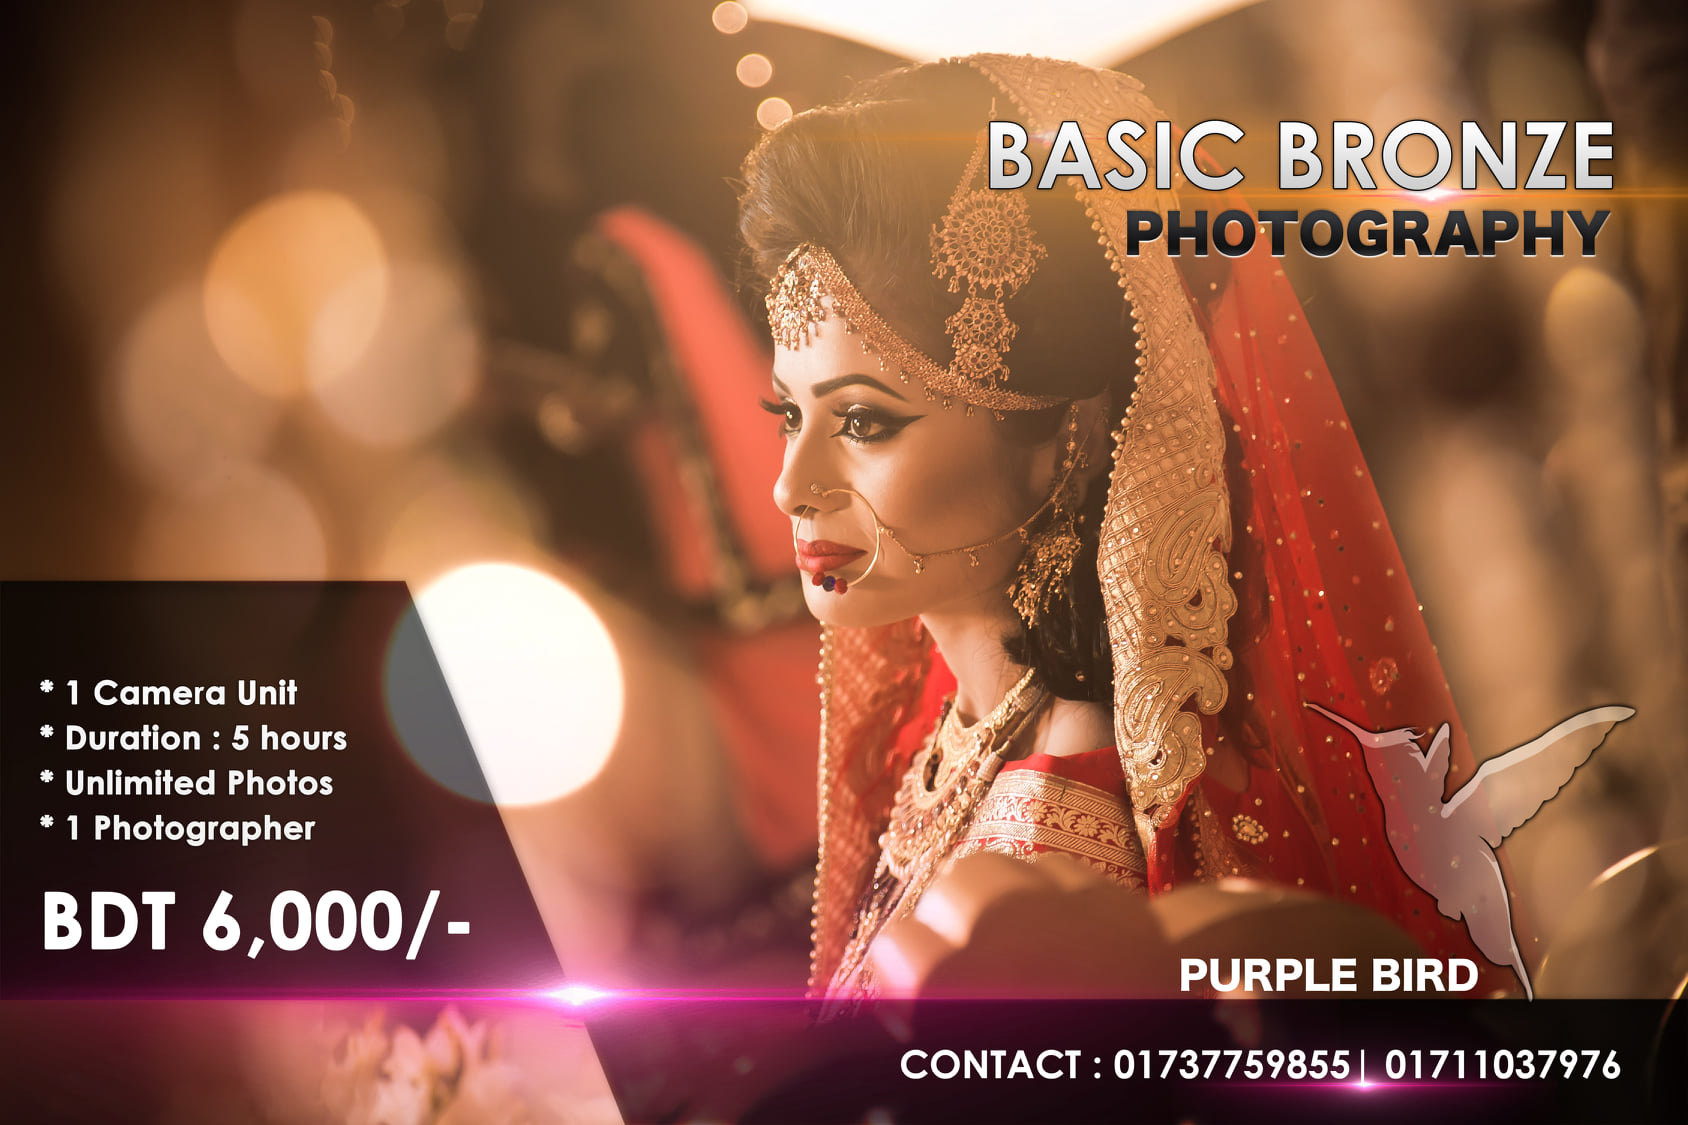 BASIC BRONZE
PHOTOGRAPHY
* 1 Camera Unit
* Duration : 5 hours
* Unlimited Photos
* 1 Photographer
BDT 6,000/-
PURPLE BIRD
CONTACT : 01737759855| 01711037976